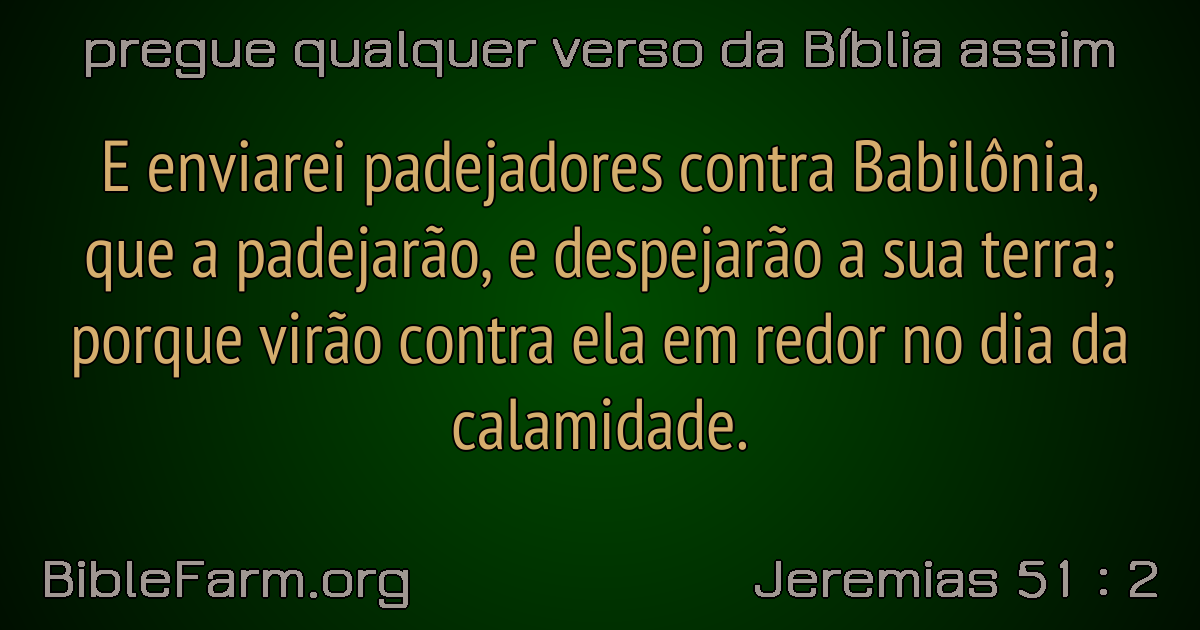 pregue qualquer verso da Bíblia assim
E enviarei padejadores contra Babilônia,
que a padejarão, e despejarão a sua terra;
porque virão contra ela em redor no dia da
calamidade.
BibleFarm.org
Jeremias 51 : 2